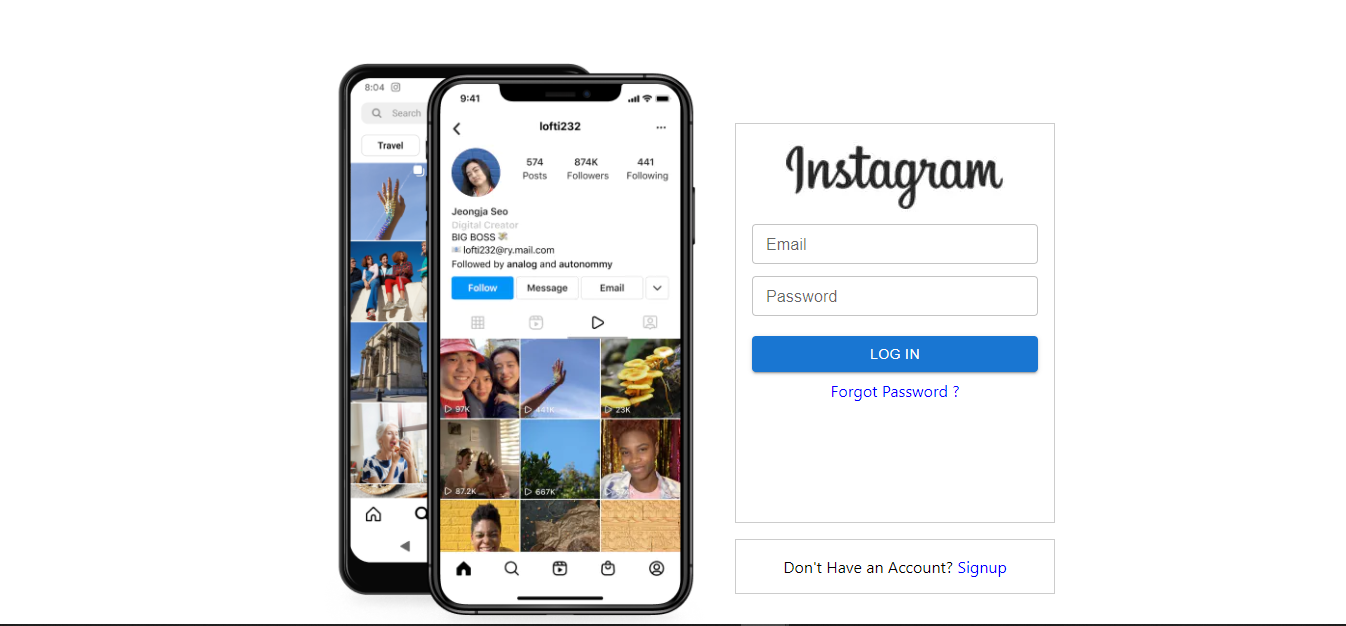 8:04
Search
Travel
9:41
lofti232
574
874K
441
Posts
Followers
Following
Jeongja Seo
Digital Creator
BIG BOSS
lofti232@ry.mail.com
Followed by analog and autonommy
Follow
Message
Email
97K
441K
23K
87.2K
667K
Instagram
Email
Password
LOG IN
Forgot Password ?
Don't Have an Account? Signup